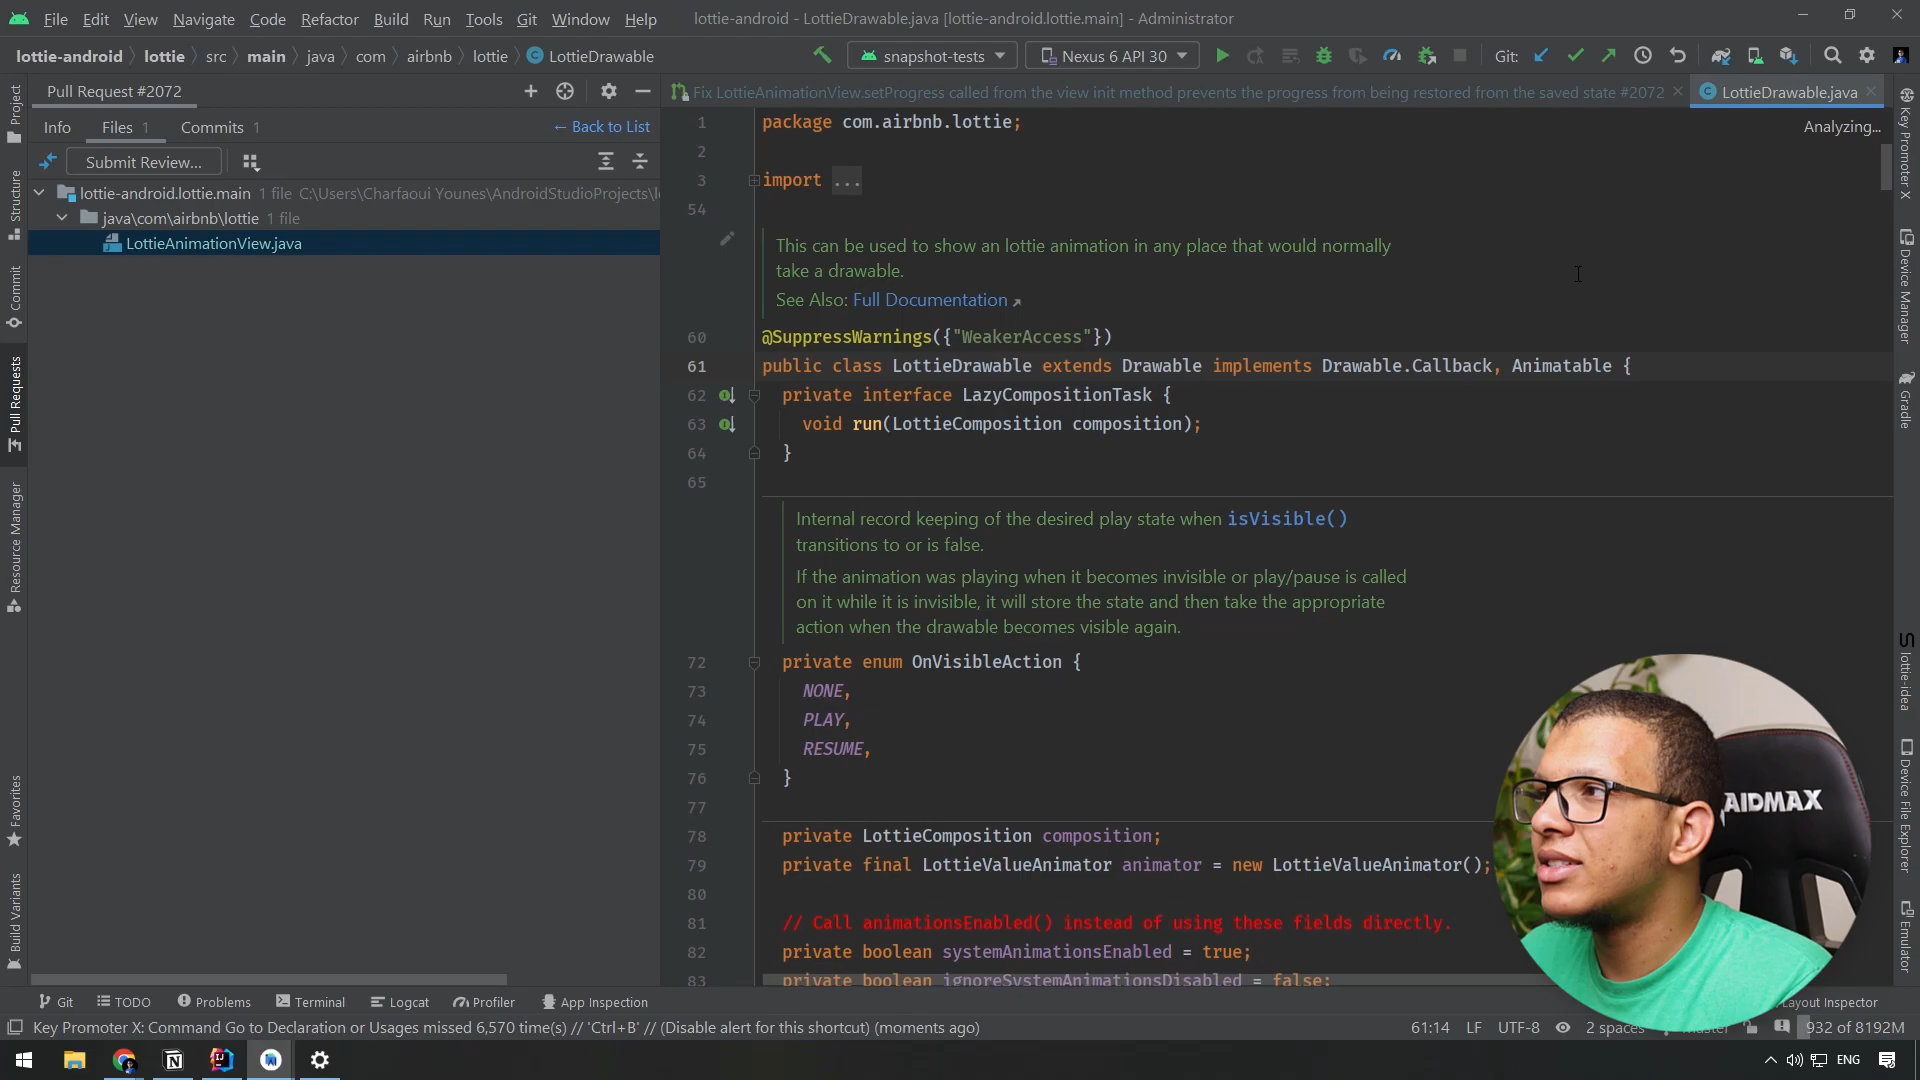 File Edit View Navigate Code Refactor Build Run Tools Git Window Help lottie-android - LottieDrawable.java [lottie-android.lottie.main] - Administrator
lottie-android lottie src main java com airbnb lottie LottieDrawable snapshot-tests Nexus 6 API 30 Git:
Pull Request #2072
Fix LottieAnimationView.setProgress called from the view init method prevents the progress from being restored from the saved state #2072
LottieDrawable.java
Info Files 1 Commits 1 ← Back to List
Submit Review...
lottie-android.lottie.main 1 file C:\Users\Charfaoui Younes\AndroidStudioProjects\l
java\com\airbnb\lottie 1 file
LottieAnimationView.java
Project
Structure
Commit
Pull Requests
Resource Manager
Favorites
Build Variants
Analyzing...
1 package com.airbnb.lottie;
2
3 import ...
54
This can be used to show an lottie animation in any place that would normally
take a drawable.
See Also: Full Documentation ↗
60 @SuppressWarnings({"WeakerAccess"})
61 public class LottieDrawable extends Drawable implements Drawable.Callback, Animatable {
62 private interface LazyCompositionTask {
63 void run(LottieComposition composition);
64 }
65
Internal record keeping of the desired play state when isVisible()
transitions to or is false.
If the animation was playing when it becomes invisible or play/pause is called
on it while it is invisible, it will store the state and then take the appropriate
action when the drawable becomes visible again.
72 private enum OnVisibleAction {
73 NONE,
74 PLAY,
75 RESUME,
76 }
77
78 private LottieComposition composition;
79 private final LottieValueAnimator animator = new LottieValueAnimator();
80
81 // Call animationsEnabled() instead of using these fields directly.
82 private boolean systemAnimationsEnabled = true;
83 private boolean ignoreSystemAnimationsDisabled = false;
Key Promoter X
Device Manager
Gradle
lottie-idea
Device File Explorer
Emulator
AIDMAX
Git TODO Problems Terminal Logcat Profiler App Inspection Layout Inspector
Key Promoter X: Command Go to Declaration or Usages missed 6,570 time(s) // 'Ctrl+B' // (Disable alert for this shortcut) (moments ago) 61:14 LF UTF-8 2 spaces master 932 of 8192M
ENG